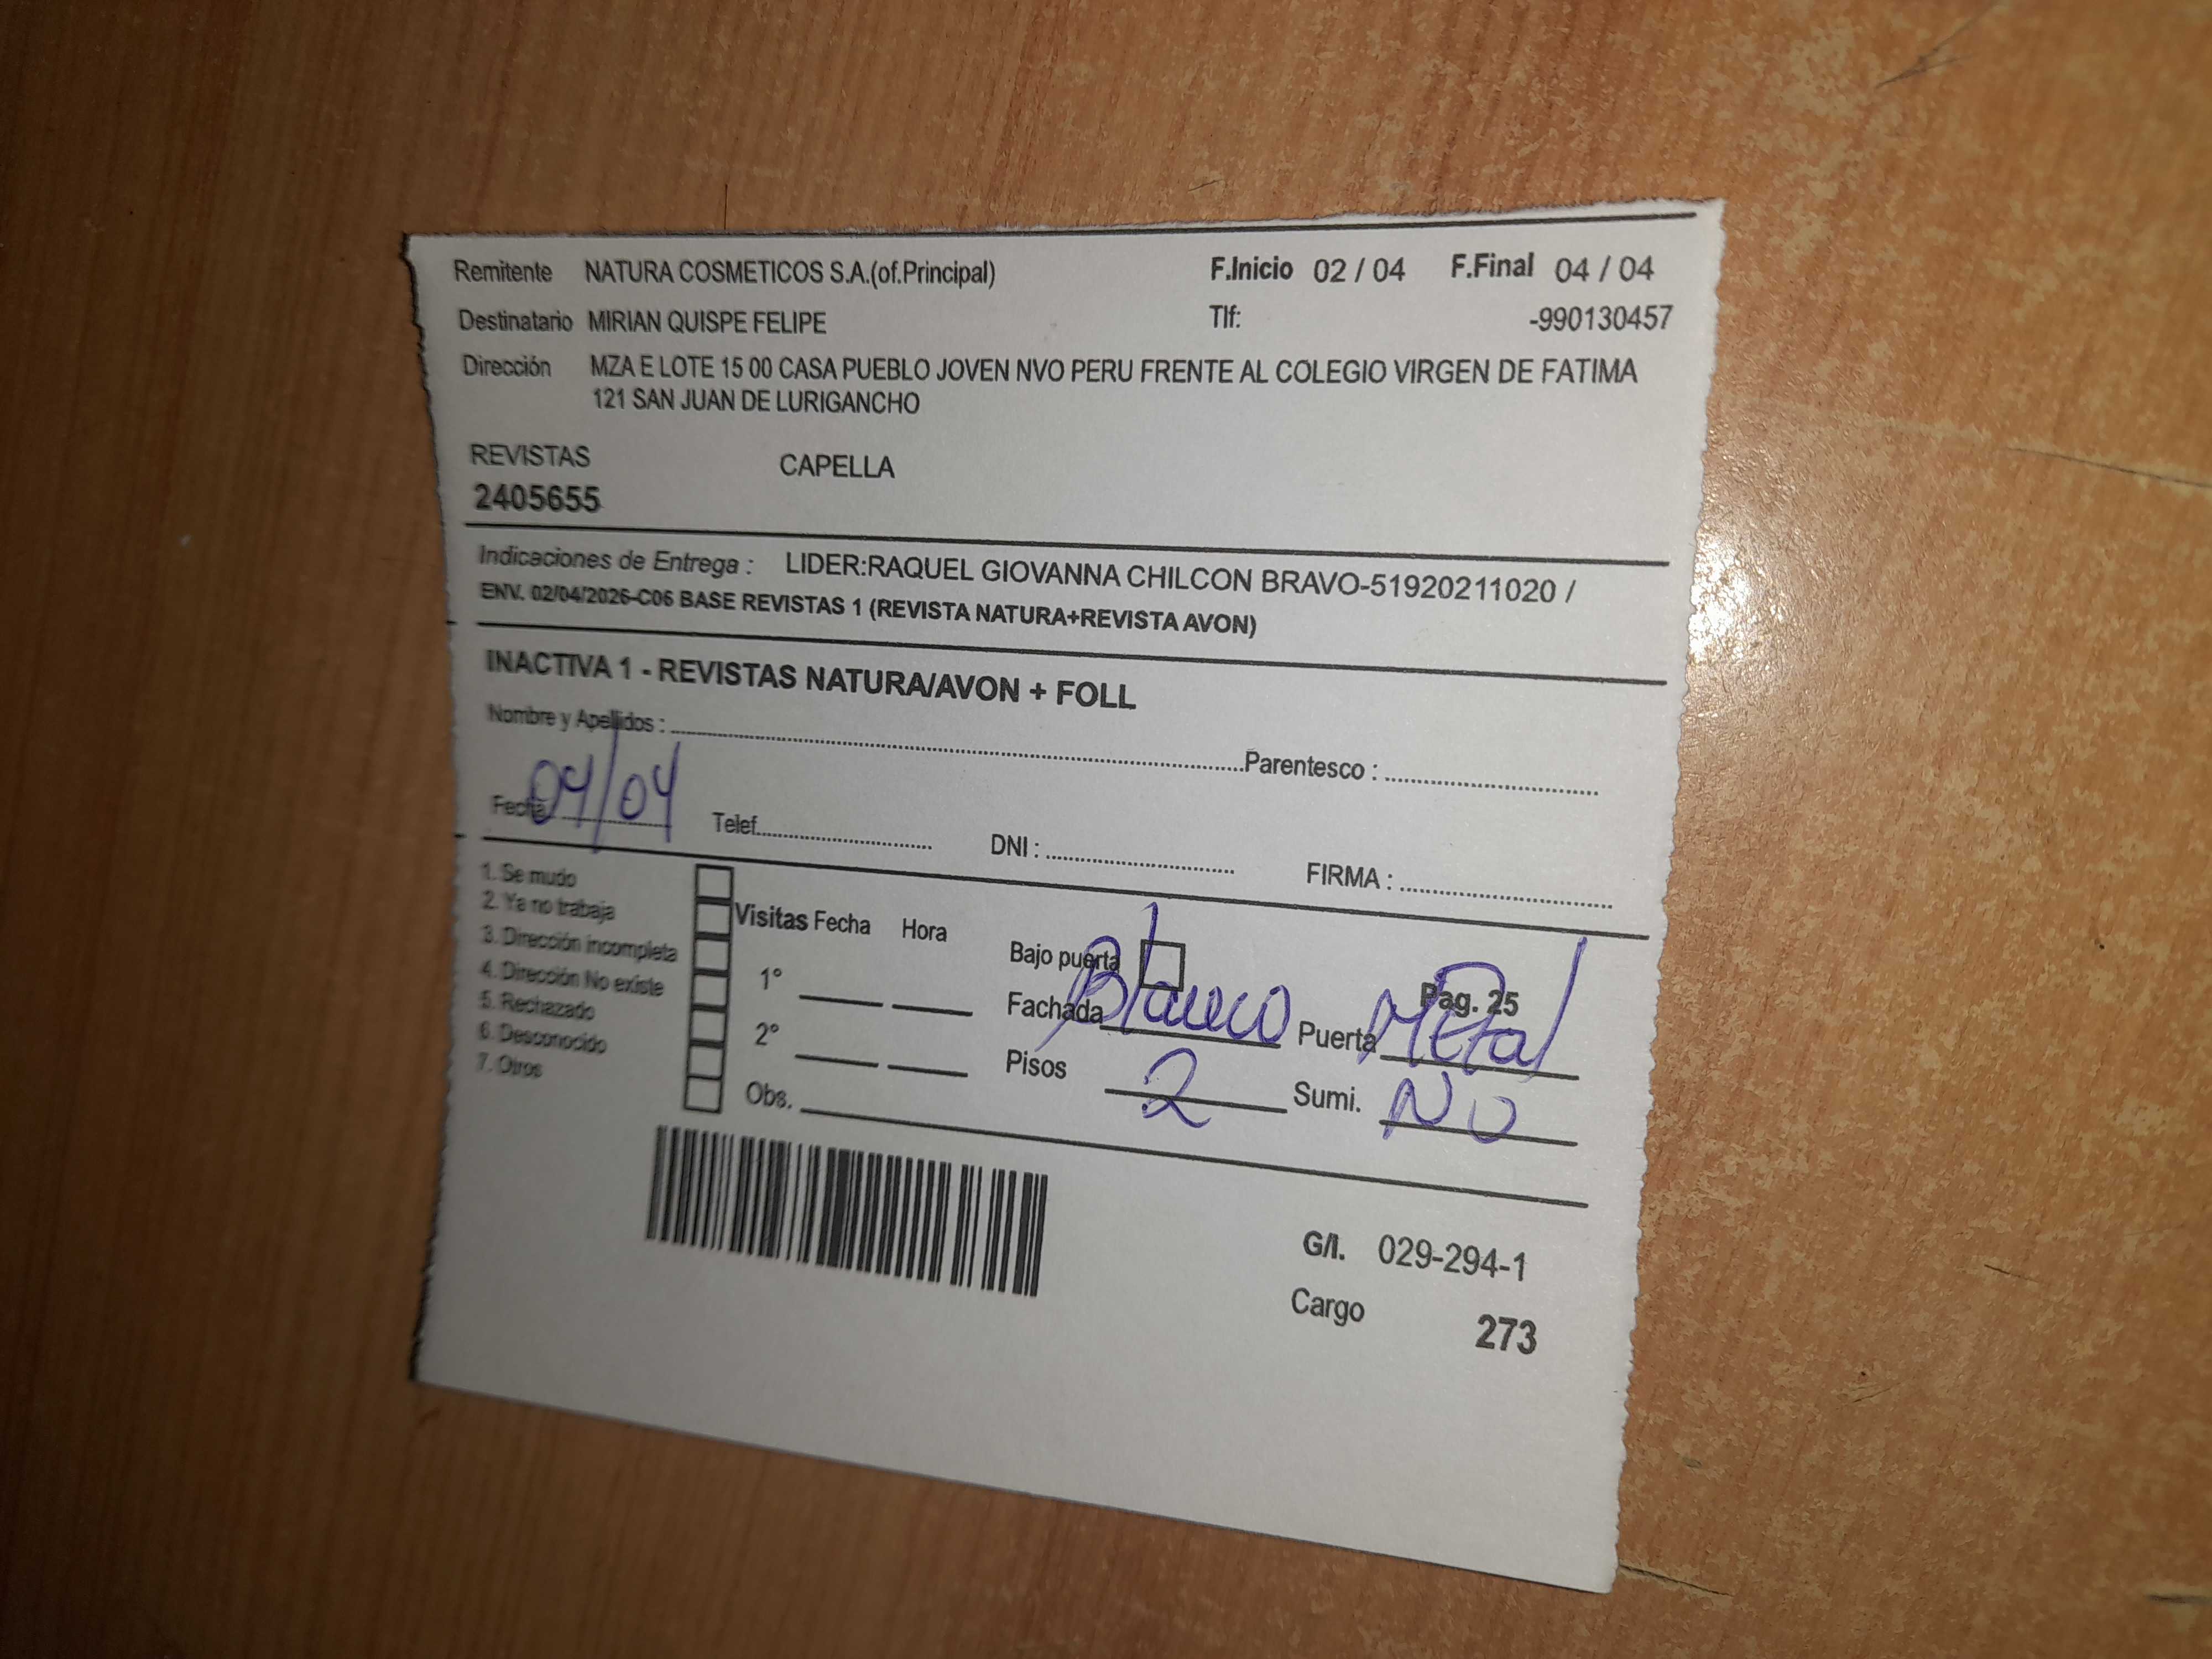 Remitente NATURA COSMETICOS S.A.(of.Principal) F.Inicio 02 / 04 F.Final 04 / 04
Destinatario MIRIAN QUISPE FELIPE Tlf: -990130457
Dirección MZA E LOTE 15 00 CASA PUEBLO JOVEN NVO PERU FRENTE AL COLEGIO VIRGEN DE FATIMA
121 SAN JUAN DE LURIGANCHO
REVISTAS CAPELLA
2405655
Indicaciones de Entrega : LIDER:RAQUEL GIOVANNA CHILCON BRAVO-51920211020 /
ENV. 02/04/2026-C06 BASE REVISTAS 1 (REVISTA NATURA+REVISTA AVON)
INACTIVA 1 - REVISTAS NATURA/AVON + FOLL
Nombre y Apellidos : Parentesco :
Fecha 04/04 Telef. DNI : FIRMA :
1. Se mudo
2. Ya no trabaja
3. Dirección incompleta
4. Dirección No existe
5. Rechazado
6. Desconocido
7. Otros
Visitas Fecha Hora
1°
2°
Obs.
Bajo puerta Pag. 25
Fachada Blanco Puerta Metal
Pisos 2 Sumi. NO
G/I. 029-294-1
Cargo 273